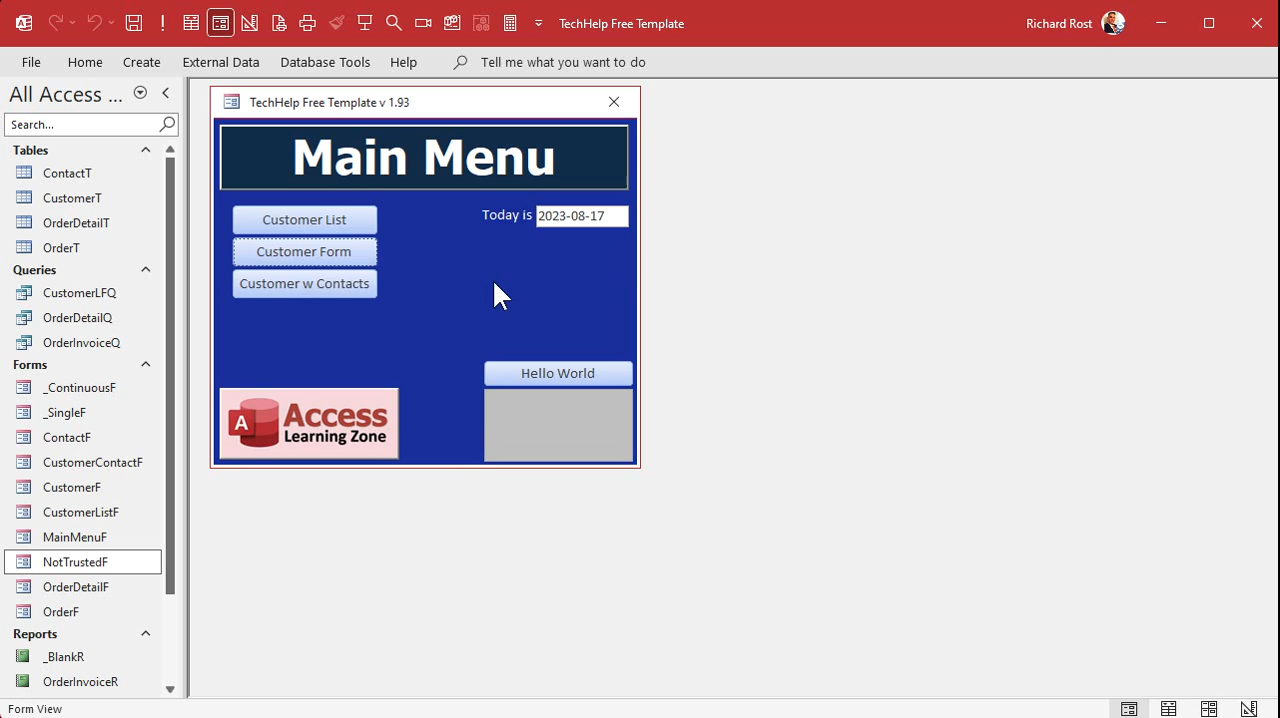 TechHelp Free Template
Richard Rost
File
Home
Create
External Data
Database Tools
Help
Tell me what you want to do
All Access ...
Search...
Tables
ContactT
CustomerT
OrderDetailT
OrderT
Queries
CustomerLFQ
OrderDetailQ
OrderInvoiceQ
Forms
_ContinuousF
_SingleF
ContactF
CustomerContactF
CustomerF
CustomerListF
MainMenuF
NotTrustedF
OrderDetailF
OrderF
Reports
_BlankR
OrderInvoiceR
TechHelp Free Template v 1.93
Main Menu
Customer List
Customer Form
Customer w Contacts
Today is 2023-08-17
Hello World
A
Access
Learning Zone
Form View